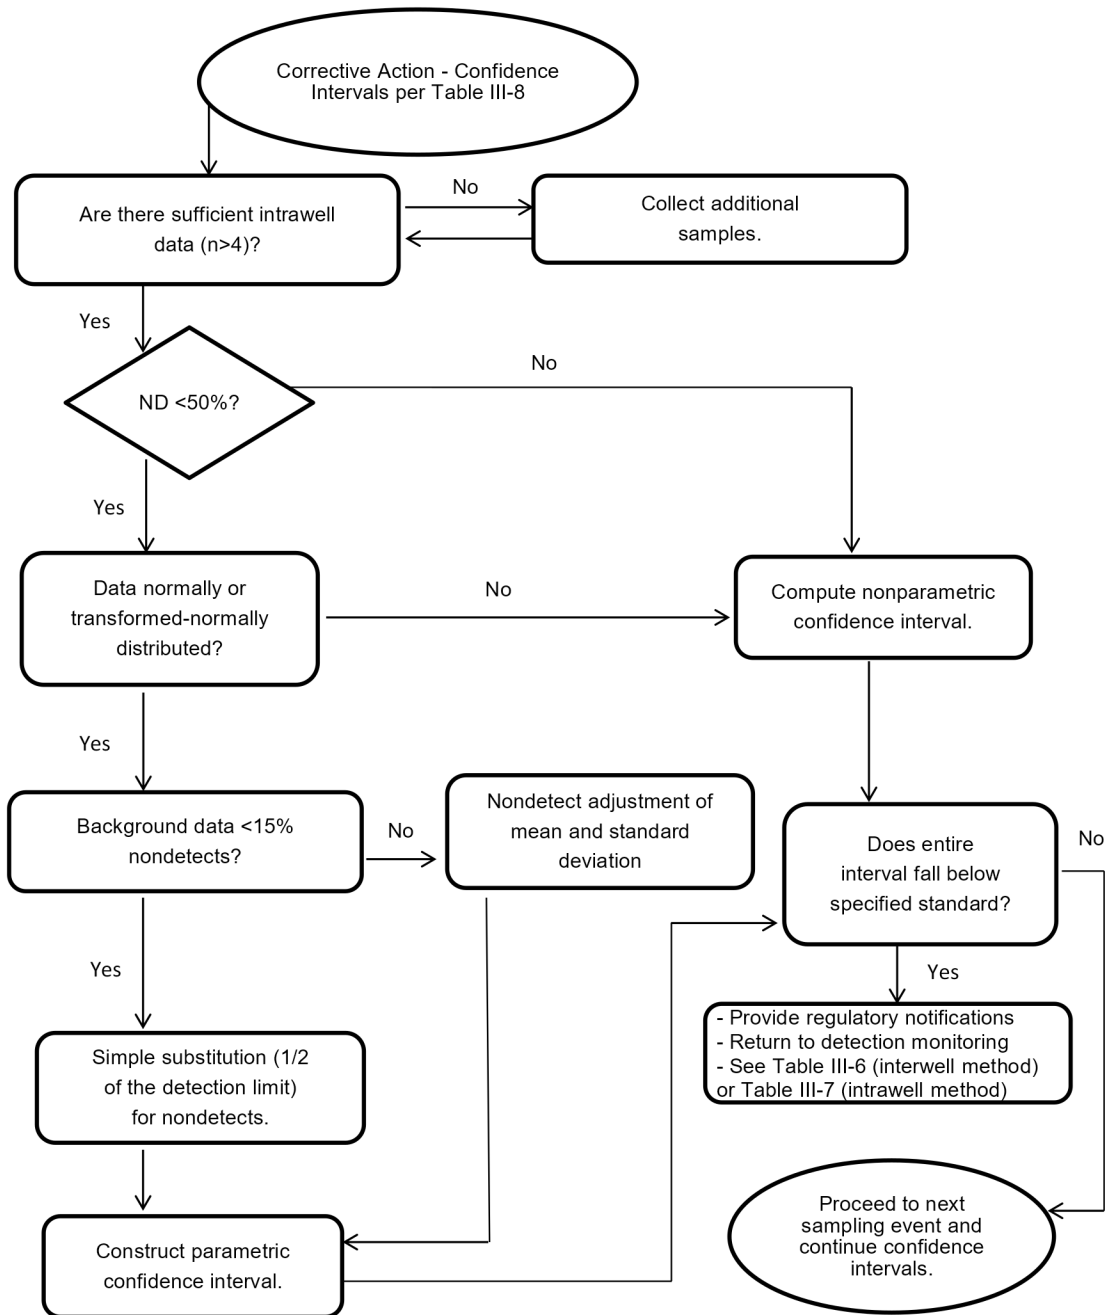 Corrective Action - Confidence
Intervals per Table III-8
Are there sufficient intrawell
data (n>4)?
No
Collect additional
samples.
Yes
ND <50%?
No
Yes
Data normally or
transformed-normally
distributed?
No
Compute nonparametric
confidence interval.
Yes
Background data <15%
nondetects?
No
Nondetect adjustment of
mean and standard
deviation
Does entire
interval fall below
specified standard?
No
Yes
Yes
- Provide regulatory notifications
- Return to detection monitoring
- See Table III-6 (interwell method)
or Table III-7 (intrawell method)
Simple substitution (1/2
of the detection limit)
for nondetects.
Construct parametric
confidence interval.
Proceed to next
sampling event and
continue confidence
intervals.